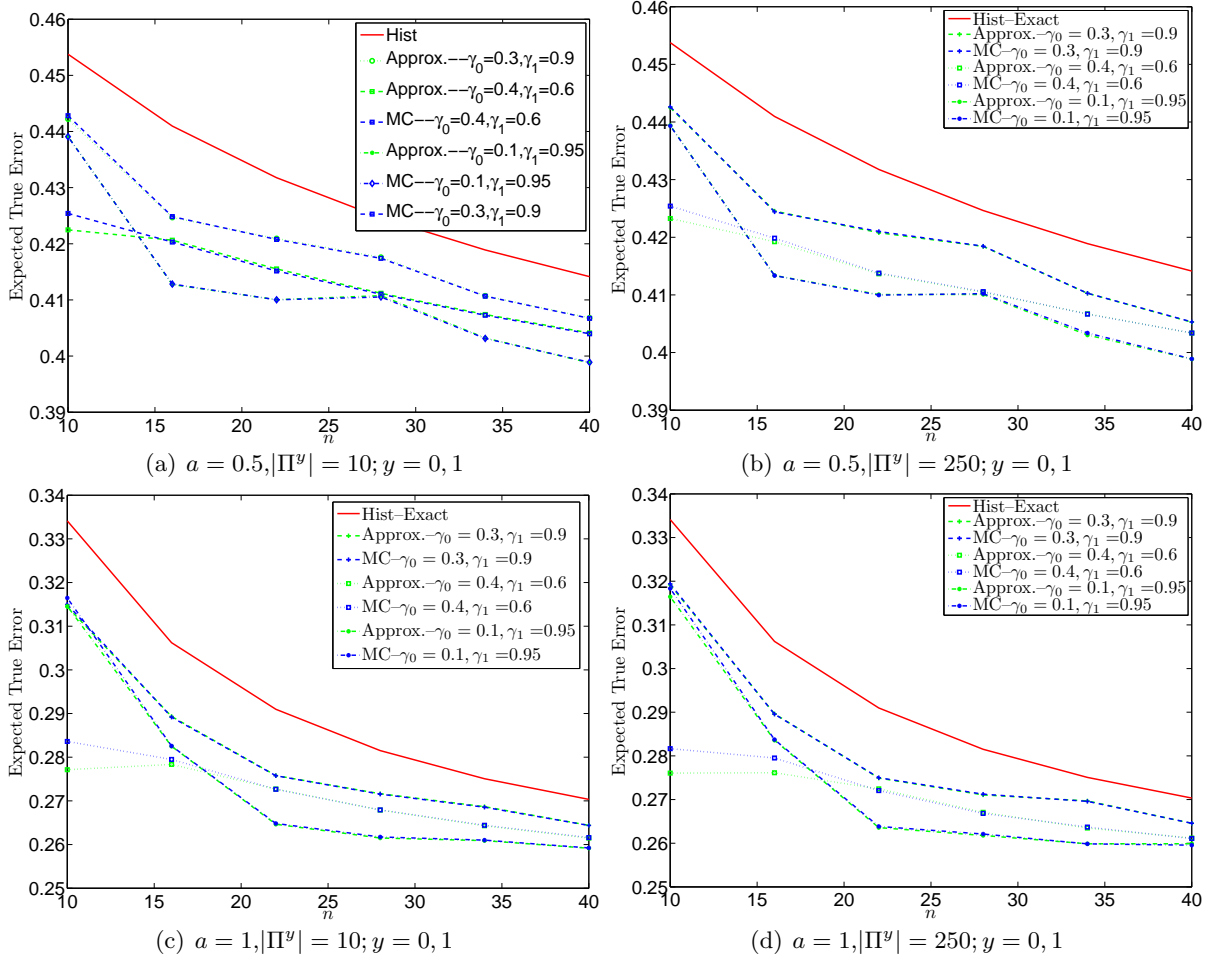 0.46
0.45
0.44
0.43
0.42
0.41
0.4
0.39
Expected True Error
10 15 20 25 30 35 40
n
Hist
Approx.--γ0=0.3,γ1=0.9
Approx.--γ0=0.4,γ1=0.6
MC--γ0=0.4,γ1=0.6
Approx.--γ0=0.1,γ1=0.95
MC--γ0=0.1,γ1=0.95
MC--γ0=0.3,γ1=0.9
(a) a = 0.5,|Π^y| = 10; y = 0, 1
0.46
0.45
0.44
0.43
0.42
0.41
0.4
0.39
Expected True Error
10 15 20 25 30 35 40
n
Hist–Exact
Approx.–γ0 = 0.3, γ1 =0.9
MC–γ0 = 0.3, γ1 =0.9
Approx.–γ0 = 0.4, γ1 =0.6
MC–γ0 = 0.4, γ1 =0.6
Approx.–γ0 = 0.1, γ1 =0.95
MC–γ0 = 0.1, γ1 =0.95
(b) a = 0.5,|Π^y| = 250; y = 0, 1
0.34
0.33
0.32
0.31
0.3
0.29
0.28
0.27
0.26
0.25
Expected True Error
10 15 20 25 30 35 40
n
Hist–Exact
Approx.–γ0 = 0.3, γ1 =0.9
MC–γ0 = 0.3, γ1 =0.9
Approx.–γ0 = 0.4, γ1 =0.6
MC–γ0 = 0.4, γ1 =0.6
Approx.–γ0 = 0.1, γ1 =0.95
MC–γ0 = 0.1, γ1 =0.95
(c) a = 1,|Π^y| = 10; y = 0, 1
0.34
0.33
0.32
0.31
0.3
0.29
0.28
0.27
0.26
0.25
Expected True Error
10 15 20 25 30 35 40
n
Hist–Exact
Approx.–γ0 = 0.3, γ1 =0.9
MC–γ0 = 0.3, γ1 =0.9
Approx.–γ0 = 0.4, γ1 =0.6
MC–γ0 = 0.4, γ1 =0.6
Approx.–γ0 = 0.1, γ1 =0.95
MC–γ0 = 0.1, γ1 =0.95
(d) a = 1,|Π^y| = 250; y = 0, 1